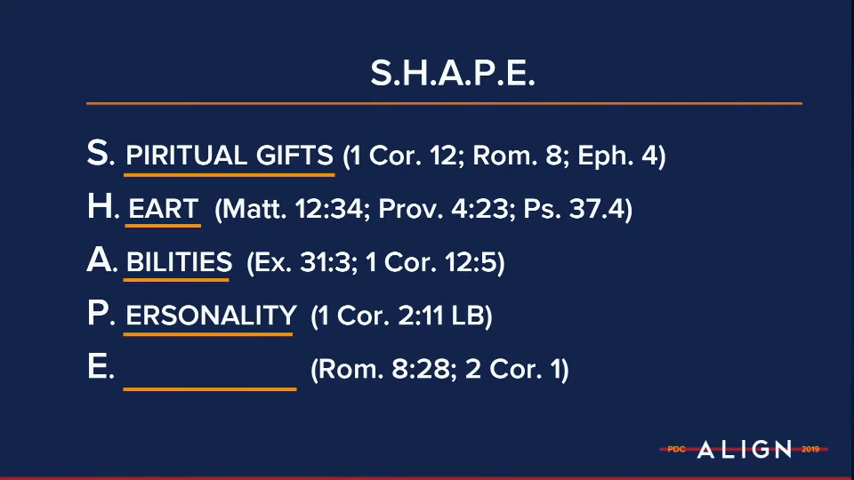 S.H.A.P.E.
S. PIRITUAL GIFTS (1 Cor. 12; Rom. 8; Eph. 4)
H. EART (Matt. 12:34; Prov. 4:23; Ps. 37.4)
A. BILITIES (Ex. 31:3; 1 Cor. 12:5)
P. ERSONALITY (1 Cor. 2:11 LB)
E. (Rom. 8:28; 2 Cor. 1)
PDC ALIGN 2019